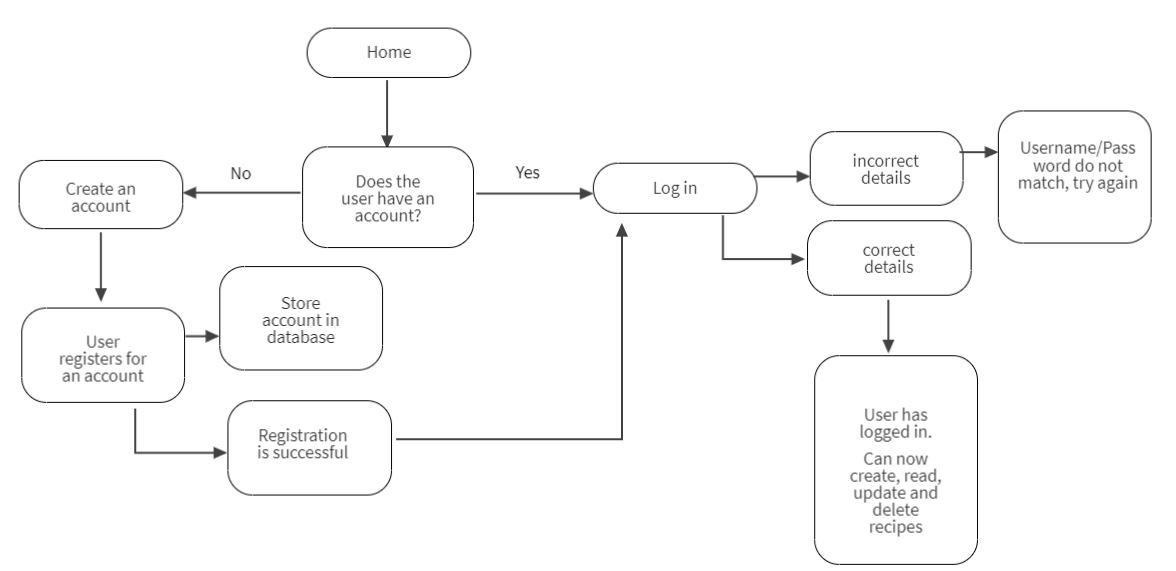 Home
Does the
user have an
account?
No
Yes
Create an
account
User
registers for
an account
Store
account in
database
Registration
is successful
Log in
incorrect
details
Username/Pass
word do not
match, try again
correct
details
User has
logged in.
Can now
create, read,
update and
delete
recipes